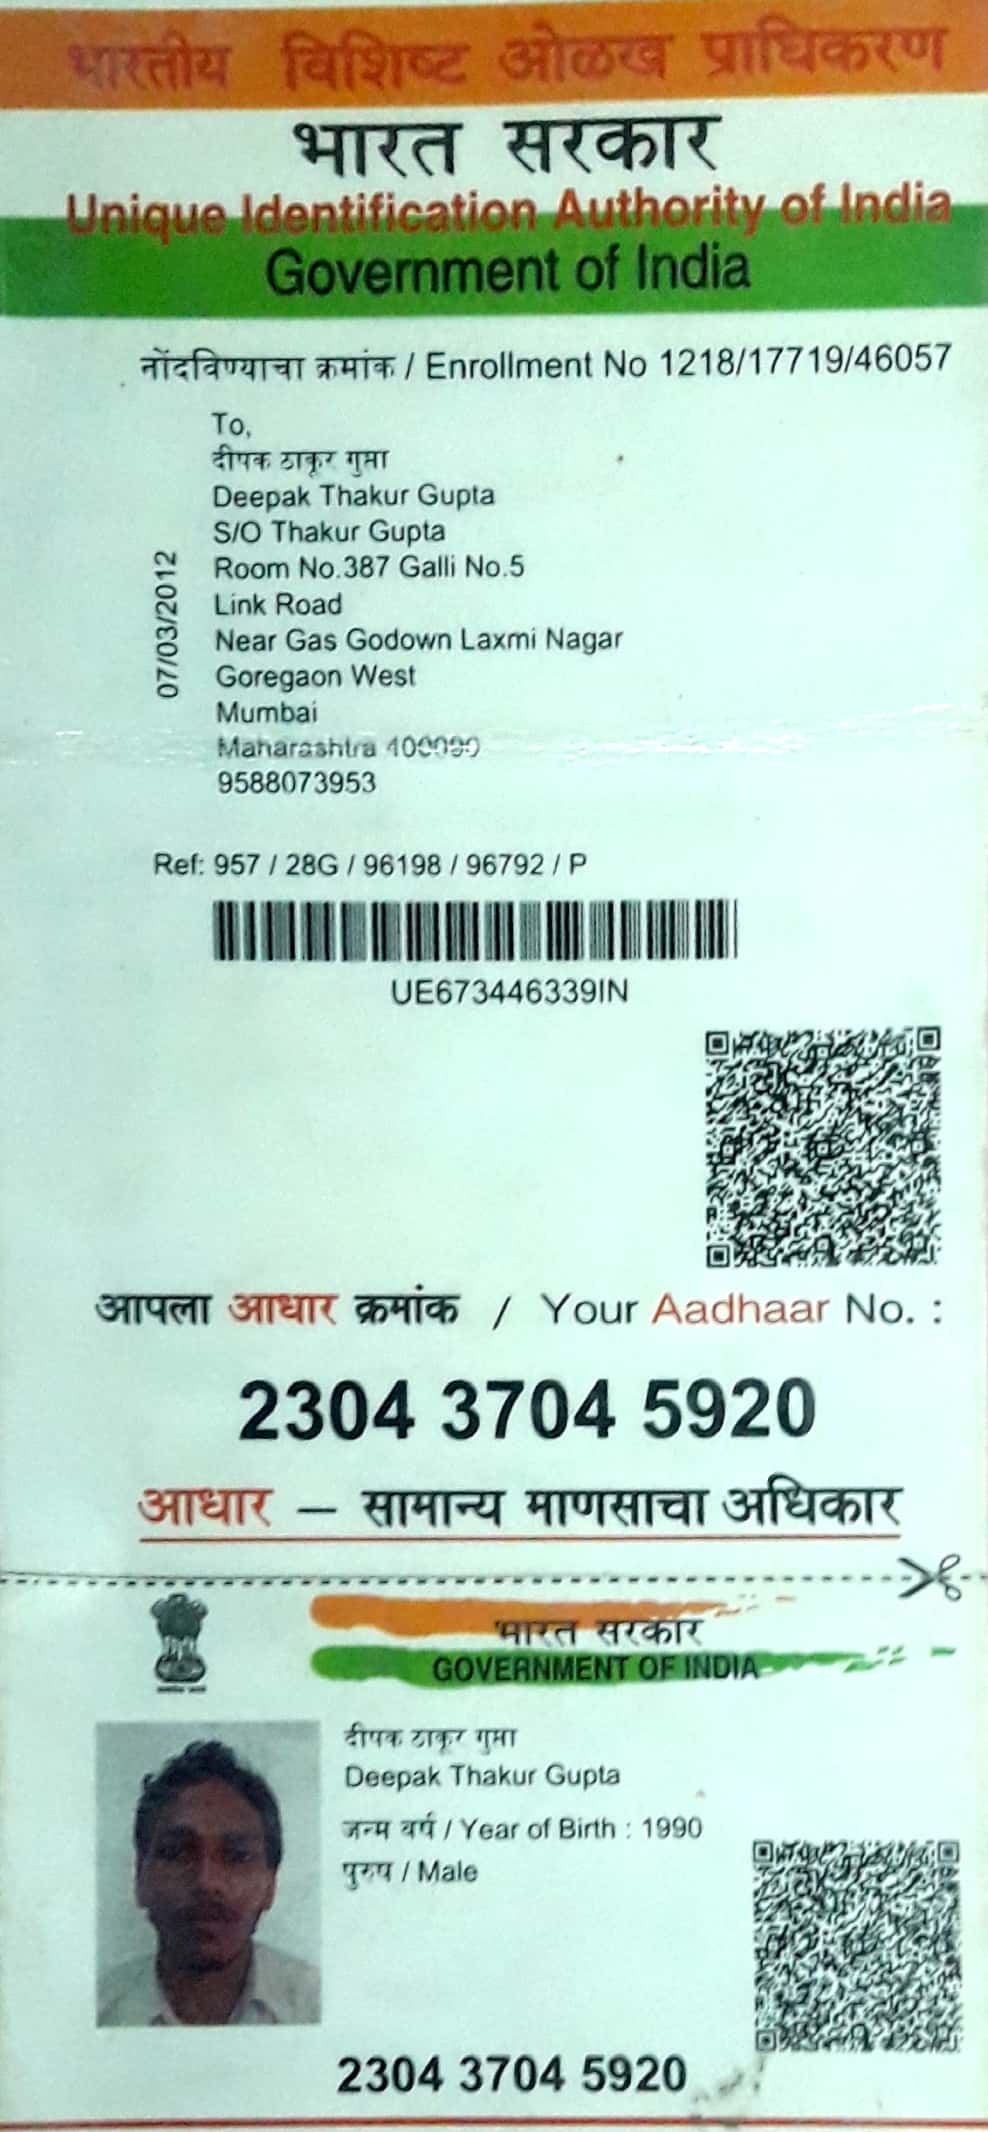 भारतीय विशिष्ट ओळख प्राधिकरण
भारत सरकार
Unique Identification Authority of India
Government of India
नोंदविण्याचा क्रमांक / Enrollment No 1218/17719/46057
To,
दीपक ठाकूर गुप्ता
Deepak Thakur Gupta
S/O Thakur Gupta
Room No.387 Galli No.5
Link Road
Near Gas Godown Laxmi Nagar
Goregaon West
Mumbai
Maharashtra
9588073953
07/03/2012
Ref: 957 / 28G / 96198 / 96792 / P
UE673446339IN
आपला आधार क्रमांक / Your Aadhaar No. :
2304 3704 5920
आधार – सामान्य माणसाचा अधिकार
भारत सरकार
GOVERNMENT OF INDIA
दीपक ठाकूर गुप्ता
Deepak Thakur Gupta
जन्म वर्ष / Year of Birth : 1990
पुरुष / Male
2304 3704 5920